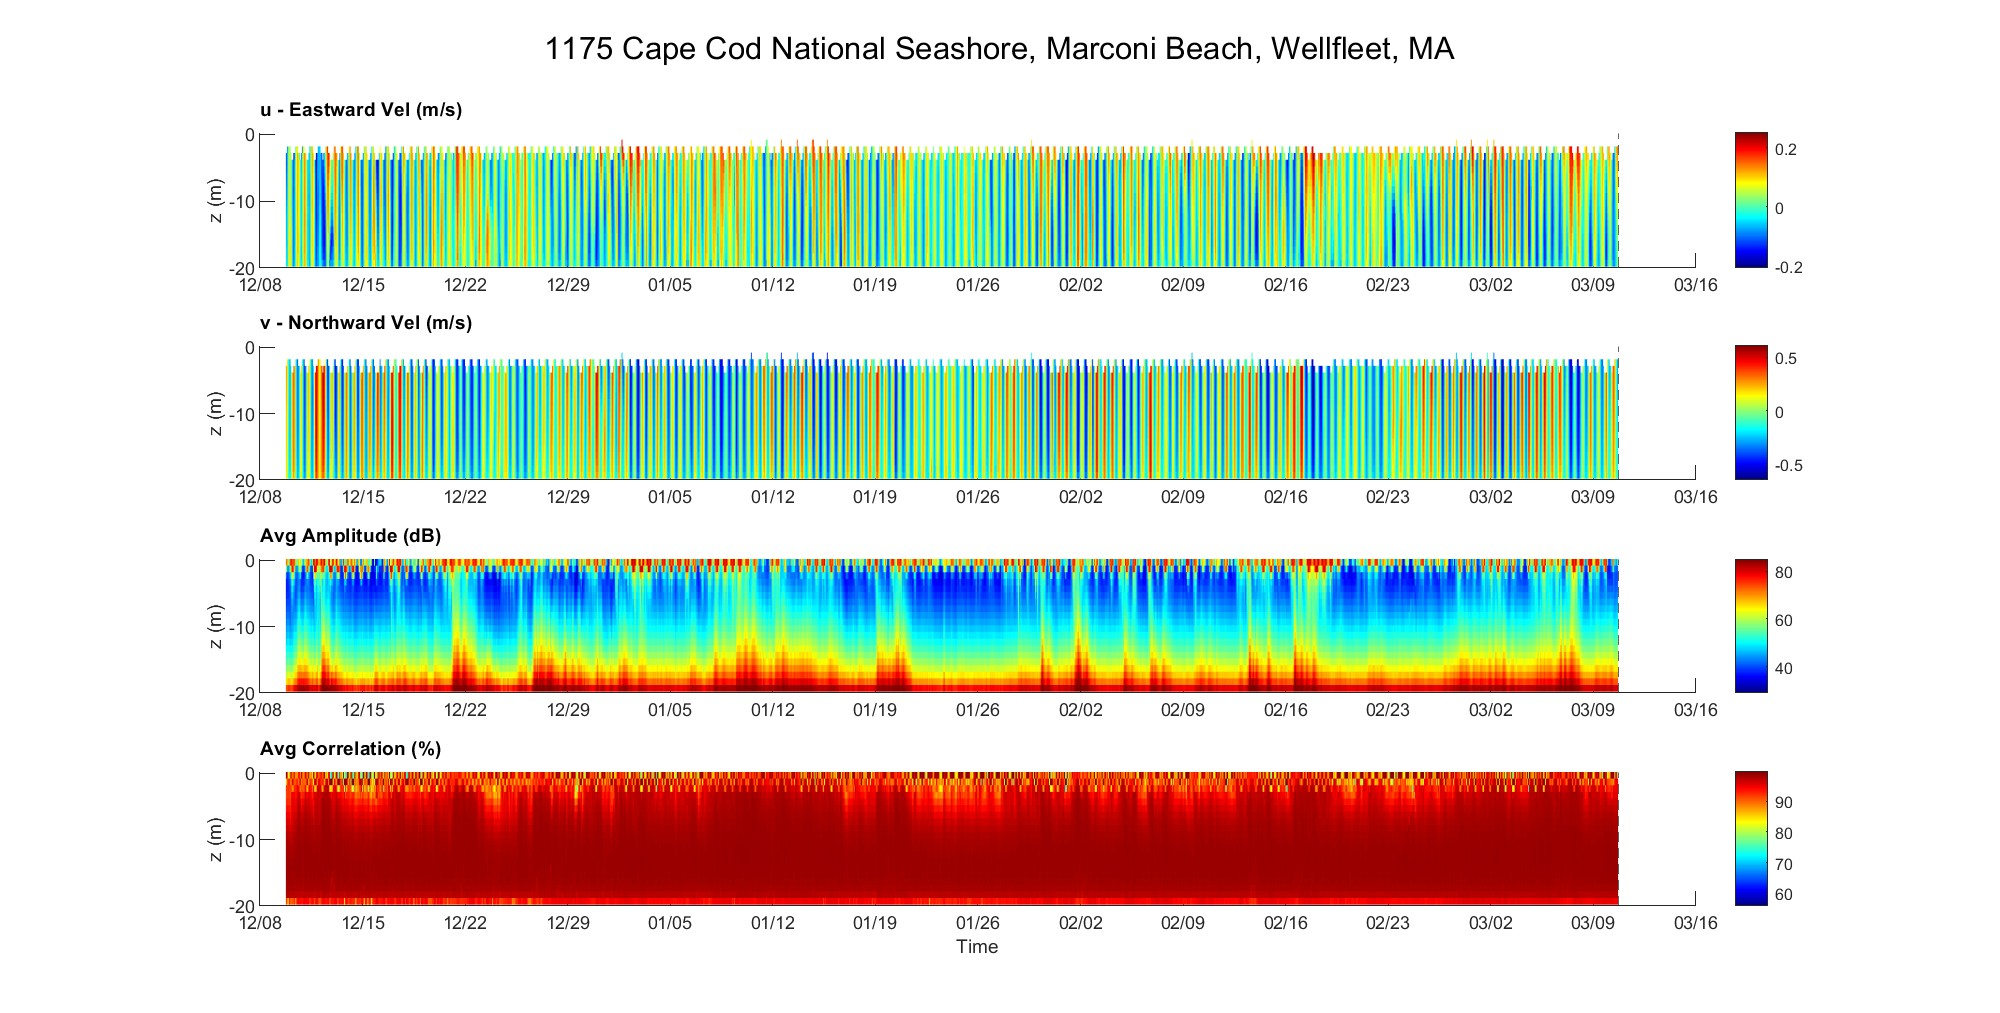 1175 Cape Cod National Seashore, Marconi Beach, Wellfleet, MA
u - Eastward Vel (m/s)
z (m)
0
-10
-20
12/08 12/15 12/22 12/29 01/05 01/12 01/19 01/26 02/02 02/09 02/16 02/23 03/02 03/09 03/16
0.2
0
-0.2
v - Northward Vel (m/s)
z (m)
0
-10
-20
12/08 12/15 12/22 12/29 01/05 01/12 01/19 01/26 02/02 02/09 02/16 02/23 03/02 03/09 03/16
0.5
0
-0.5
Avg Amplitude (dB)
z (m)
0
-10
-20
12/08 12/15 12/22 12/29 01/05 01/12 01/19 01/26 02/02 02/09 02/16 02/23 03/02 03/09 03/16
80
60
40
Avg Correlation (%)
z (m)
0
-10
-20
12/08 12/15 12/22 12/29 01/05 01/12 01/19 01/26 02/02 02/09 02/16 02/23 03/02 03/09 03/16
Time
90
80
70
60